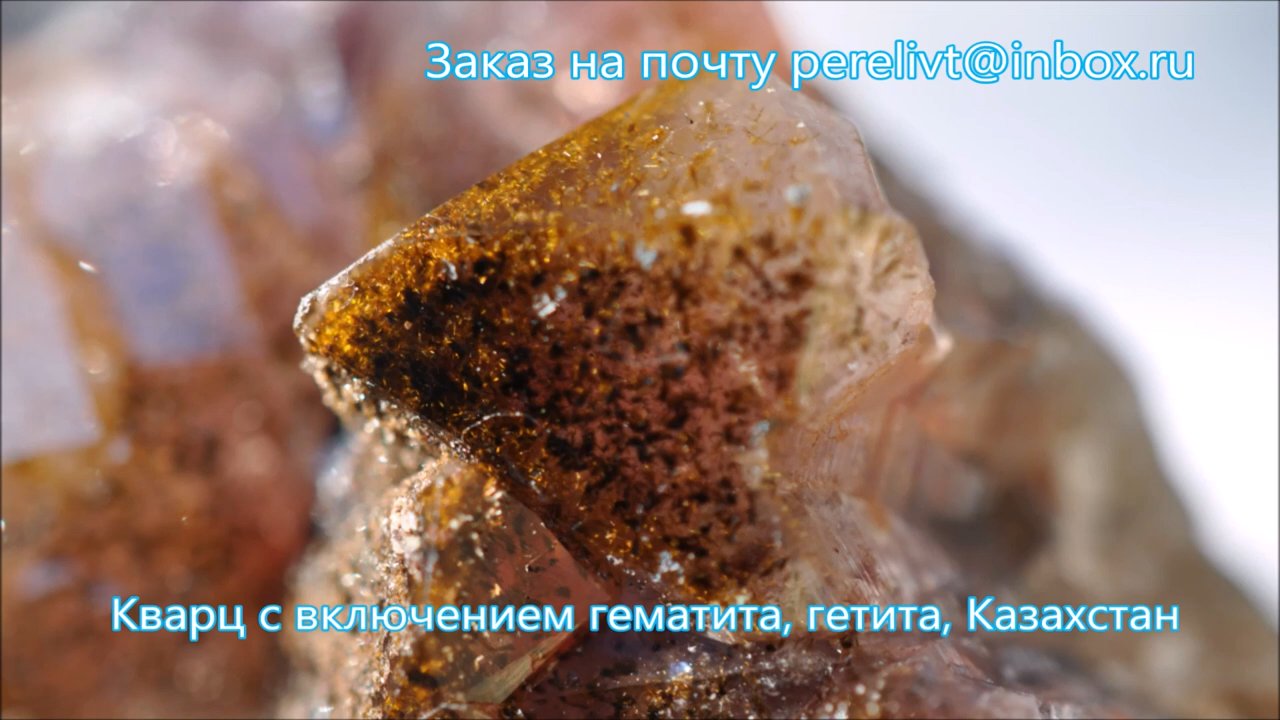 Заказ на почту perelivt@inbox.ru
Кварц с включением гематита, гетита, Казахстан